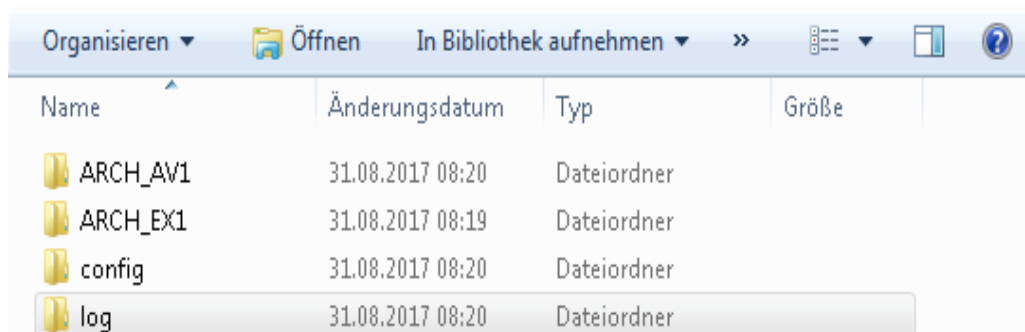 Organisieren Öffnen In Bibliothek aufnehmen »
Name Änderungsdatum Typ Größe
ARCH_AV1 31.08.2017 08:20 Dateiordner
ARCH_EX1 31.08.2017 08:19 Dateiordner
config 31.08.2017 08:20 Dateiordner
log 31.08.2017 08:20 Dateiordner